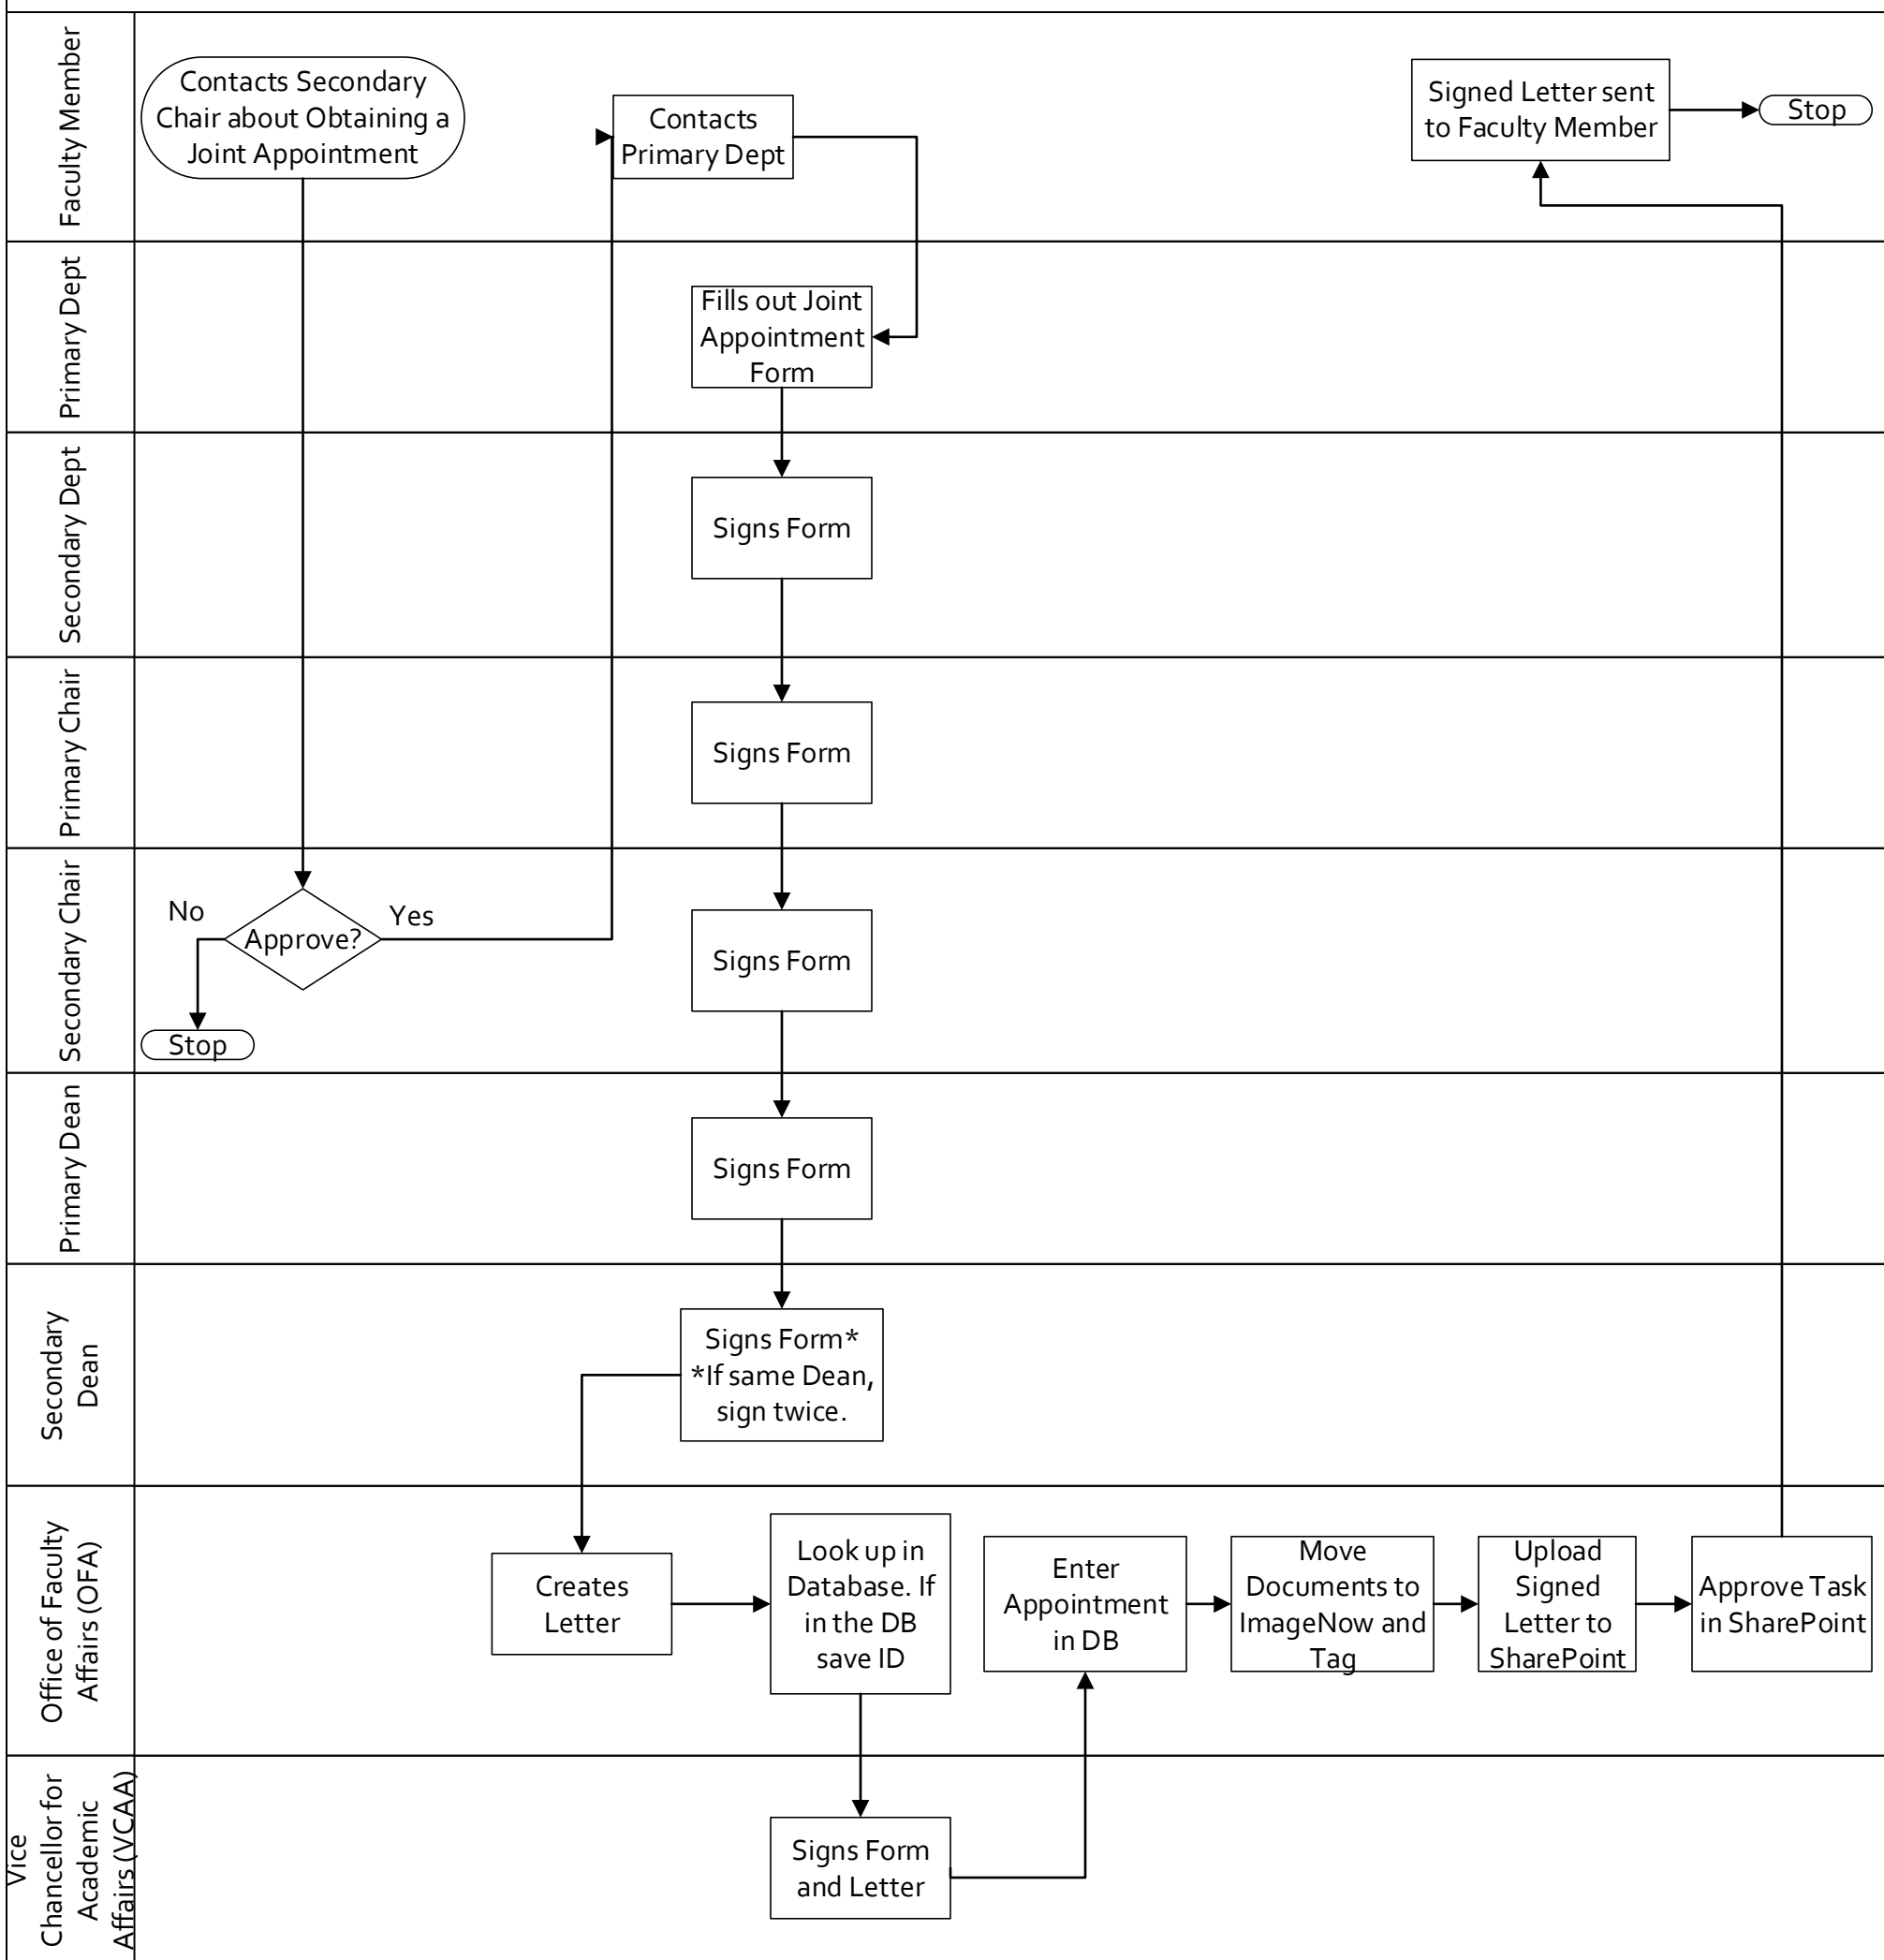 Faculty Member
Contacts Secondary
Chair about Obtaining a
Joint Appointment
Contacts
Primary Dept
Signed Letter sent
to Faculty Member
Stop
Primary Dept
Fills out Joint
Appointment
Form
Secondary Dept
Signs Form
Primary Chair
Signs Form
Secondary Chair
No
Approve?
Yes
Stop
Signs Form
Primary Dean
Signs Form
Secondary
Dean
Signs Form*
*If same Dean,
sign twice.
Office of Faculty
Affairs (OFA)
Creates
Letter
Look up in
Database. If
in the DB
save ID
Enter
Appointment
in DB
Move
Documents to
ImageNow and
Tag
Upload
Signed
Letter to
SharePoint
Approve Task
in SharePoint
Vice
Chancellor for
Academic
Affairs (VCAA)
Signs Form
and Letter